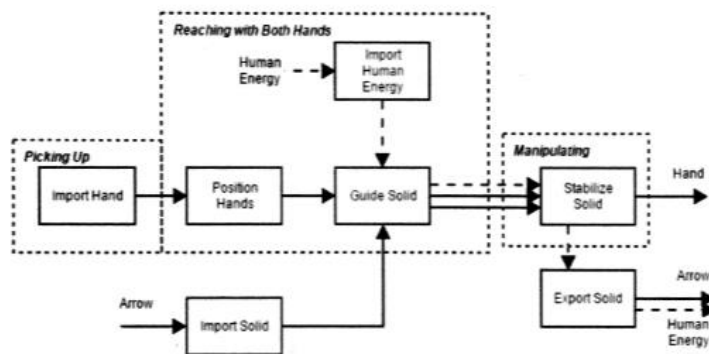 Reaching with Both Hands
Human
Energy
Import
Human
Energy
Picking Up
Manipulating
Import Hand
Position
Hands
Guide Solid
Stabilize
Solid
Hand
Arrow
Import Solid
Export Solid
Arrow
Human
Energy